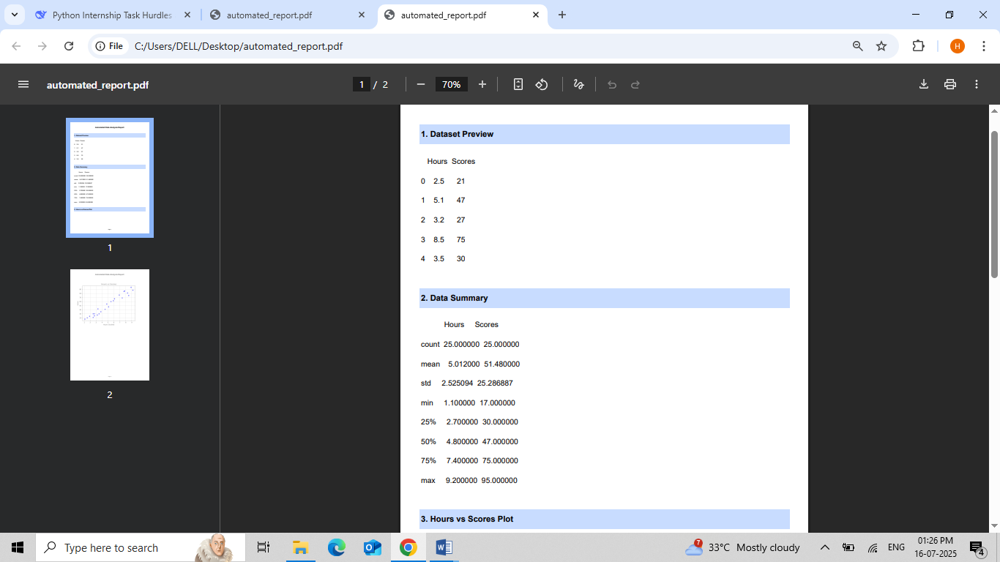 Python Internship Task Hurdles
automated_report.pdf
automated_report.pdf
File
C:/Users/DELL/Desktop/automated_report.pdf
H
automated_report.pdf
1 / 2
70%
1
2
1. Dataset Preview
Hours Scores
0 2.5 21
1 5.1 47
2 3.2 27
3 8.5 75
4 3.5 30
2. Data Summary
Hours Scores
count 25.000000 25.000000
mean 5.012000 51.480000
std 2.525094 25.286887
min 1.100000 17.000000
25% 2.700000 30.000000
50% 4.800000 47.000000
75% 7.400000 75.000000
max 9.200000 95.000000
3. Hours vs Scores Plot
Type here to search
7
33°C Mostly cloudy
ENG
01:26 PM
16-07-2025
4